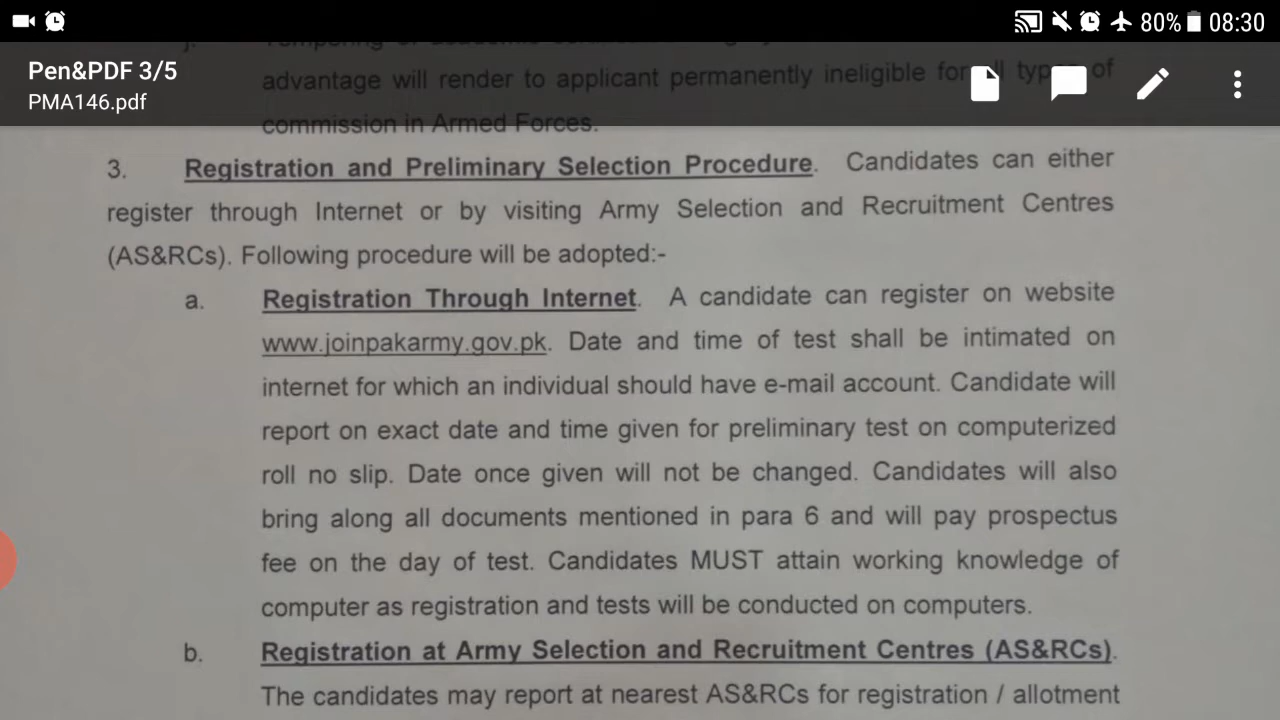 80% 08:30
Pen&PDF 3/5
PMA146.pdf
advantage will render to applicant permanently ineligible for all types of
commission in Armed Forces.
3. Registration and Preliminary Selection Procedure. Candidates can either
register through Internet or by visiting Army Selection and Recruitment Centres
(AS&RCs). Following procedure will be adopted:-
a. Registration Through Internet. A candidate can register on website
www.joinpakarmy.gov.pk. Date and time of test shall be intimated on
internet for which an individual should have e-mail account. Candidate will
report on exact date and time given for preliminary test on computerized
roll no slip. Date once given will not be changed. Candidates will also
bring along all documents mentioned in para 6 and will pay prospectus
fee on the day of test. Candidates MUST attain working knowledge of
computer as registration and tests will be conducted on computers.
b. Registration at Army Selection and Recruitment Centres (AS&RCs).
The candidates may report at nearest AS&RCs for registration / allotment